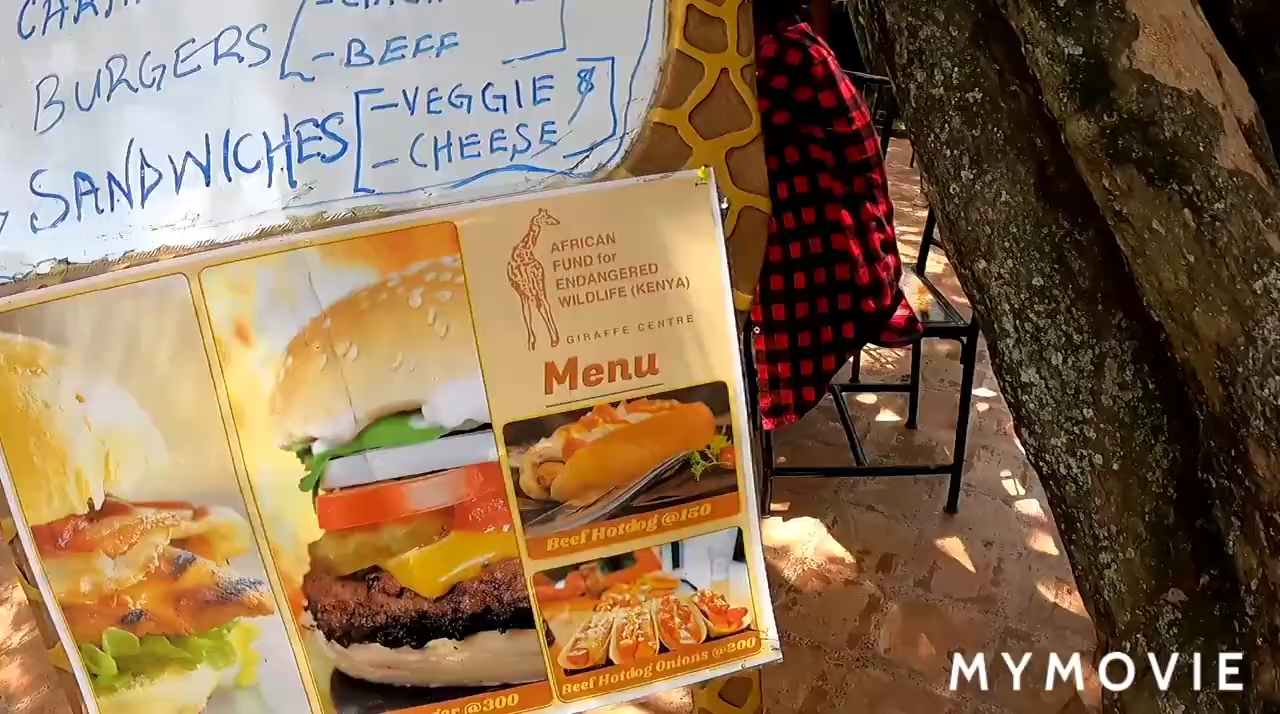 BURGERS
- BEEF
SANDWICHES
- VEGGIE &
- CHEESE
AFRICAN
FUND for
ENDANGERED
WILDLIFE (KENYA)
GIRAFFE CENTRE
Menu
Beef Hotdog @150
Beef Hotdog Onions @200
@300
MYMOVIE